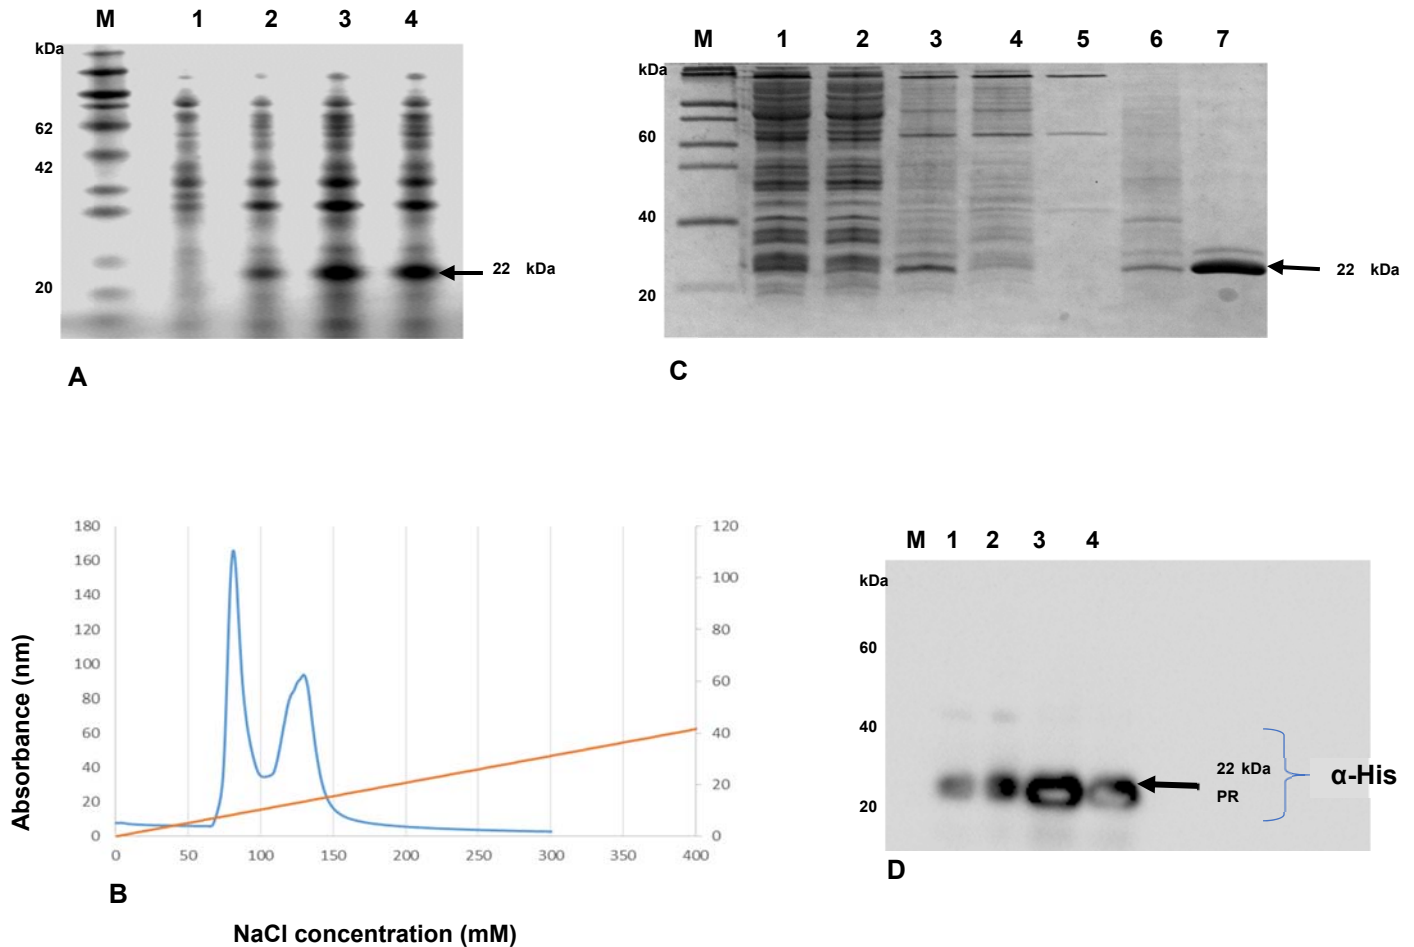 M 1 2 3 4
kDa
62
42
22 kDa
20
A
M 1 2 3 4 5 6 7
kDa
60
40
22 kDa
20
C
180 120
160
100
140
120
80
100
60
80
60
40
40
20
20
0 0
0 50 100 150 200 250 300 350 400
Absorbance (nm)
B
NaCl concentration (mM)
M 1 2 3 4
kDa
60
40
22 kDa
α-His
PR
20
D